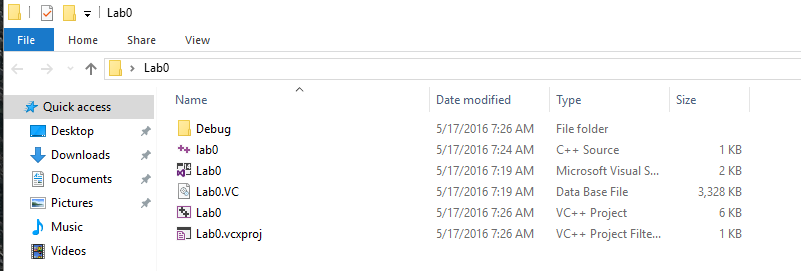 Lab0
File Home Share View
Lab0
Name Date modified Type Size
Quick access
Desktop
Downloads
Documents
Pictures
Music
Videos
Debug 5/17/2016 7:26 AM File folder
lab0 5/17/2016 7:24 AM C++ Source 1 KB
Lab0 5/17/2016 7:19 AM Microsoft Visual S... 2 KB
Lab0.VC 5/17/2016 7:19 AM Data Base File 3,328 KB
Lab0 5/17/2016 7:26 AM VC++ Project 6 KB
Lab0.vcxproj 5/17/2016 7:26 AM VC++ Project Filte... 1 KB